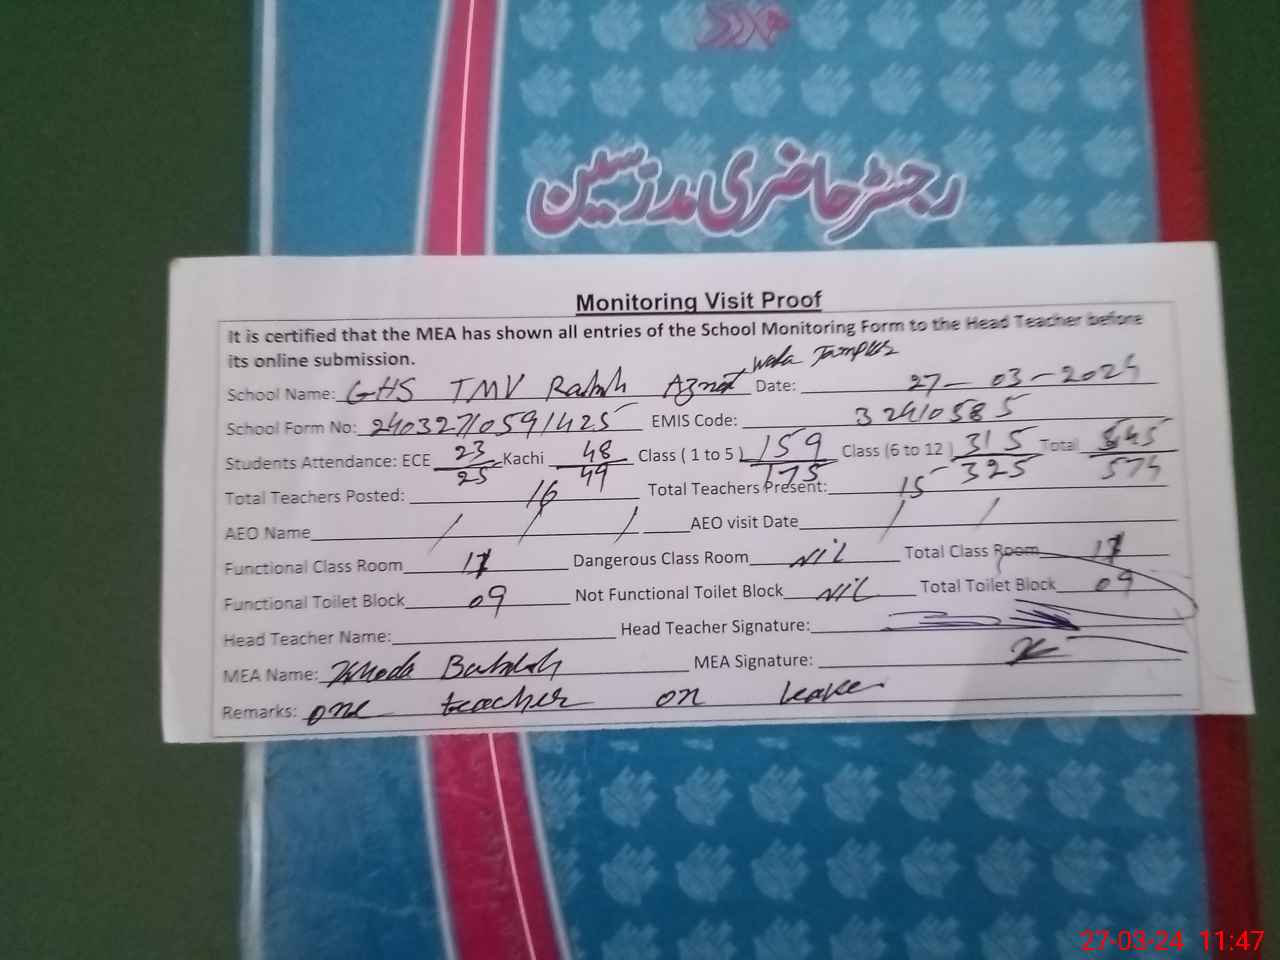 رجسٹر حاضری مدرسین
Monitoring Visit Proof
It is certified that the MEA has shown all entries of the School Monitoring Form to the Head Teacher before
its online submission.
Wala
School Name: GHS TMV Date: 27-03-2024
School Form No: EMIS Code: 32410585
Students Attendance: ECE 23/25 Kachi 48/49 Class ( 1 to 5 ) 159/175 Class (6 to 12 ) 315/325 Total 545/574
Total Teachers Posted: 16 Total Teachers Present: 15
AEO Name / / / AEO visit Date / /
Functional Class Room 17 Dangerous Class Room NIL Total Class Room 17
Functional Toilet Block 09 Not Functional Toilet Block NIL Total Toilet Block 09
Head Teacher Name: Head Teacher Signature:
MEA Name: MEA Signature:
Remarks: one teacher on leave
27-03-24 11:47